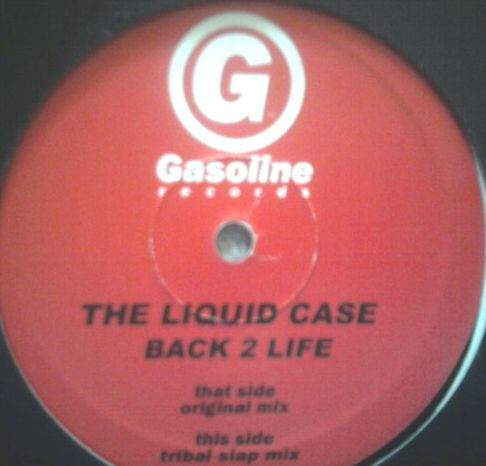 G
Gasoline
records
THE LIQUID CASE
BACK 2 LIFE
that side
original mix
this side
tribal slap mix